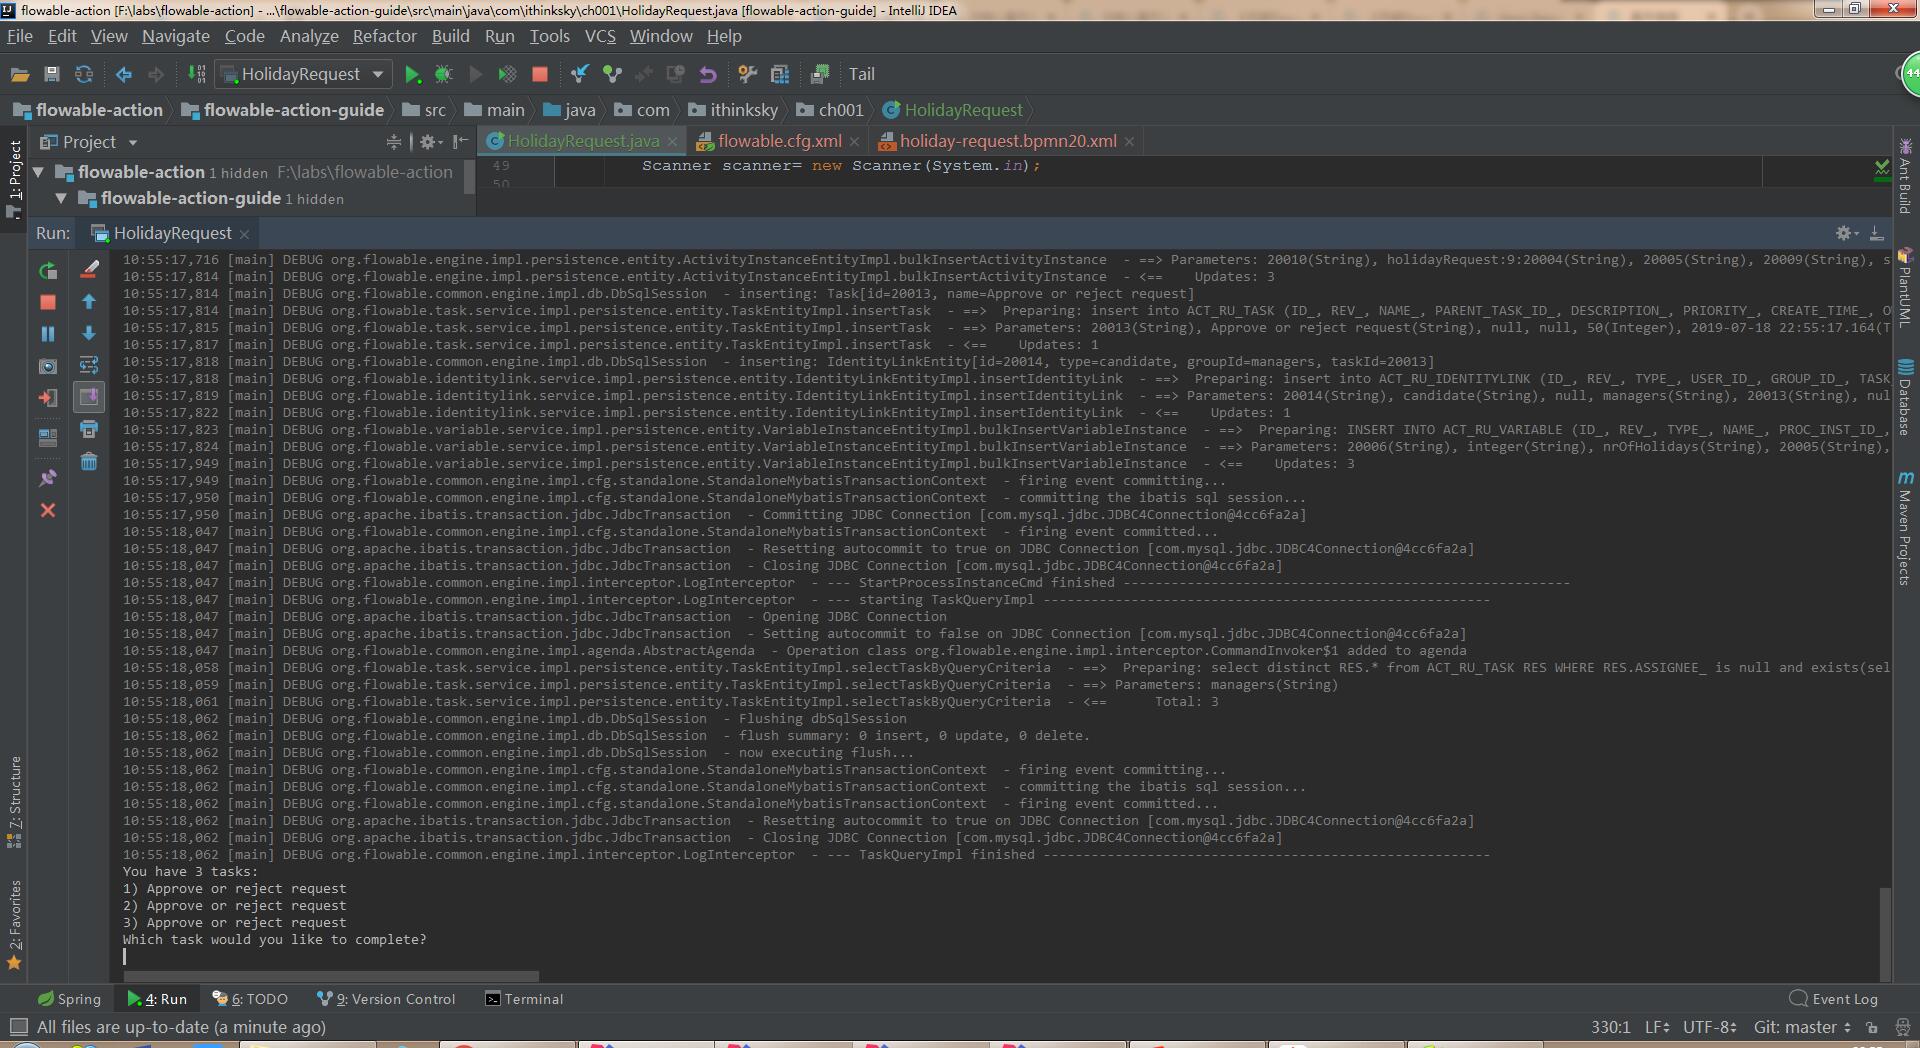 flowable-action [F:\labs\flowable-action] - ...\flowable-action-guide\src\main\java\com\ithinksky\ch001\HolidayRequest.java [flowable-action-guide] - IntelliJ IDEA
File Edit View Navigate Code Analyze Refactor Build Run Tools VCS Window Help
HolidayRequest Tail
44
flowable-action flowable-action-guide src main java com ithinksky ch001 HolidayRequest
Project HolidayRequest.java flowable.cfg.xml holiday-request.bpmn20.xml
flowable-action 1 hidden F:\labs\flowable-action
flowable-action-guide 1 hidden
49 Scanner scanner= new Scanner(System.in);
50
Run: HolidayRequest
10:55:17,716 [main] DEBUG org.flowable.engine.impl.persistence.entity.ActivityInstanceEntityImpl.bulkInsertActivityInstance - ==> Parameters: 20010(String), holidayRequest:9:20004(String), 20005(String), 20009(String), s
10:55:17,814 [main] DEBUG org.flowable.engine.impl.persistence.entity.ActivityInstanceEntityImpl.bulkInsertActivityInstance - <== Updates: 3
10:55:17,814 [main] DEBUG org.flowable.common.engine.impl.db.DbSqlSession - inserting: Task[id=20013, name=Approve or reject request]
10:55:17,814 [main] DEBUG org.flowable.task.service.impl.persistence.entity.TaskEntityImpl.insertTask - ==> Preparing: insert into ACT_RU_TASK (ID_, REV_, NAME_, PARENT_TASK_ID_, DESCRIPTION_, PRIORITY_, CREATE_TIME_, O
10:55:17,815 [main] DEBUG org.flowable.task.service.impl.persistence.entity.TaskEntityImpl.insertTask - ==> Parameters: 20013(String), Approve or reject request(String), null, null, 50(Integer), 2019-07-18 22:55:17.164(T
10:55:17,817 [main] DEBUG org.flowable.task.service.impl.persistence.entity.TaskEntityImpl.insertTask - <== Updates: 1
10:55:17,818 [main] DEBUG org.flowable.common.engine.impl.db.DbSqlSession - inserting: IdentityLinkEntity[id=20014, type=candidate, groupId=managers, taskId=20013]
10:55:17,818 [main] DEBUG org.flowable.identitylink.service.impl.persistence.entity.IdentityLinkEntityImpl.insertIdentityLink - ==> Preparing: insert into ACT_RU_IDENTITYLINK (ID_, REV_, TYPE_, USER_ID_, GROUP_ID_, TASK
10:55:17,819 [main] DEBUG org.flowable.identitylink.service.impl.persistence.entity.IdentityLinkEntityImpl.insertIdentityLink - ==> Parameters: 20014(String), candidate(String), null, managers(String), 20013(String), nul
10:55:17,822 [main] DEBUG org.flowable.identitylink.service.impl.persistence.entity.IdentityLinkEntityImpl.insertIdentityLink - <== Updates: 1
10:55:17,823 [main] DEBUG org.flowable.variable.service.impl.persistence.entity.VariableInstanceEntityImpl.bulkInsertVariableInstance - ==> Preparing: INSERT INTO ACT_RU_VARIABLE (ID_, REV_, TYPE_, NAME_, PROC_INST_ID_,
10:55:17,824 [main] DEBUG org.flowable.variable.service.impl.persistence.entity.VariableInstanceEntityImpl.bulkInsertVariableInstance - ==> Parameters: 20006(String), integer(String), nrOfHolidays(String), 20005(String),
10:55:17,949 [main] DEBUG org.flowable.variable.service.impl.persistence.entity.VariableInstanceEntityImpl.bulkInsertVariableInstance - <== Updates: 3
10:55:17,949 [main] DEBUG org.flowable.common.engine.impl.cfg.standalone.StandaloneMybatisTransactionContext - firing event committing...
10:55:17,950 [main] DEBUG org.flowable.common.engine.impl.cfg.standalone.StandaloneMybatisTransactionContext - committing the ibatis sql session...
10:55:17,950 [main] DEBUG org.apache.ibatis.transaction.jdbc.JdbcTransaction - Committing JDBC Connection [com.mysql.jdbc.JDBC4Connection@4cc6fa2a]
10:55:18,047 [main] DEBUG org.flowable.common.engine.impl.cfg.standalone.StandaloneMybatisTransactionContext - firing event committed...
10:55:18,047 [main] DEBUG org.apache.ibatis.transaction.jdbc.JdbcTransaction - Resetting autocommit to true on JDBC Connection [com.mysql.jdbc.JDBC4Connection@4cc6fa2a]
10:55:18,047 [main] DEBUG org.apache.ibatis.transaction.jdbc.JdbcTransaction - Closing JDBC Connection [com.mysql.jdbc.JDBC4Connection@4cc6fa2a]
10:55:18,047 [main] DEBUG org.flowable.common.engine.impl.interceptor.LogInterceptor - --- StartProcessInstanceCmd finished --------------------------------------------------------
10:55:18,047 [main] DEBUG org.flowable.common.engine.impl.interceptor.LogInterceptor - --- starting TaskQueryImpl --------------------------------------------------------
10:55:18,047 [main] DEBUG org.apache.ibatis.transaction.jdbc.JdbcTransaction - Opening JDBC Connection
10:55:18,047 [main] DEBUG org.apache.ibatis.transaction.jdbc.JdbcTransaction - Setting autocommit to false on JDBC Connection [com.mysql.jdbc.JDBC4Connection@4cc6fa2a]
10:55:18,047 [main] DEBUG org.flowable.common.engine.impl.agenda.AbstractAgenda - Operation class org.flowable.engine.impl.interceptor.CommandInvoker$1 added to agenda
10:55:18,058 [main] DEBUG org.flowable.task.service.impl.persistence.entity.TaskEntityImpl.selectTaskByQueryCriteria - ==> Preparing: select distinct RES.* from ACT_RU_TASK RES WHERE RES.ASSIGNEE_ is null and exists(sel
10:55:18,059 [main] DEBUG org.flowable.task.service.impl.persistence.entity.TaskEntityImpl.selectTaskByQueryCriteria - ==> Parameters: managers(String)
10:55:18,061 [main] DEBUG org.flowable.task.service.impl.persistence.entity.TaskEntityImpl.selectTaskByQueryCriteria - <== Total: 3
10:55:18,062 [main] DEBUG org.flowable.common.engine.impl.db.DbSqlSession - Flushing dbSqlSession
10:55:18,062 [main] DEBUG org.flowable.common.engine.impl.db.DbSqlSession - flush summary: 0 insert, 0 update, 0 delete.
10:55:18,062 [main] DEBUG org.flowable.common.engine.impl.db.DbSqlSession - now executing flush...
10:55:18,062 [main] DEBUG org.flowable.common.engine.impl.cfg.standalone.StandaloneMybatisTransactionContext - firing event committing...
10:55:18,062 [main] DEBUG org.flowable.common.engine.impl.cfg.standalone.StandaloneMybatisTransactionContext - committing the ibatis sql session...
10:55:18,062 [main] DEBUG org.flowable.common.engine.impl.cfg.standalone.StandaloneMybatisTransactionContext - firing event committed...
10:55:18,062 [main] DEBUG org.apache.ibatis.transaction.jdbc.JdbcTransaction - Resetting autocommit to true on JDBC Connection [com.mysql.jdbc.JDBC4Connection@4cc6fa2a]
10:55:18,062 [main] DEBUG org.apache.ibatis.transaction.jdbc.JdbcTransaction - Closing JDBC Connection [com.mysql.jdbc.JDBC4Connection@4cc6fa2a]
10:55:18,062 [main] DEBUG org.flowable.common.engine.impl.interceptor.LogInterceptor - --- TaskQueryImpl finished --------------------------------------------------------
You have 3 tasks:
1) Approve or reject request
2) Approve or reject request
3) Approve or reject request
Which task would you like to complete?
1: Project
7: Structure
2: Favorites
Ant Build
PlantUML
Database
Maven Projects
Spring 4: Run 6: TODO 9: Version Control Terminal Event Log
All files are up-to-date (a minute ago) 330:1 LF UTF-8 Git: master